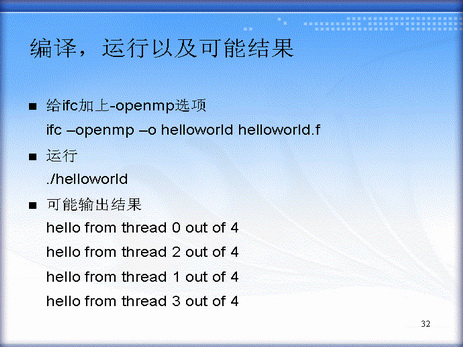 编译，运行以及可能结果
■ 给ifc加上-openmp选项
ifc –openmp –o helloworld helloworld.f
■ 运行
./helloworld
■ 可能输出结果
hello from thread 0 out of 4
hello from thread 2 out of 4
hello from thread 1 out of 4
hello from thread 3 out of 4
32